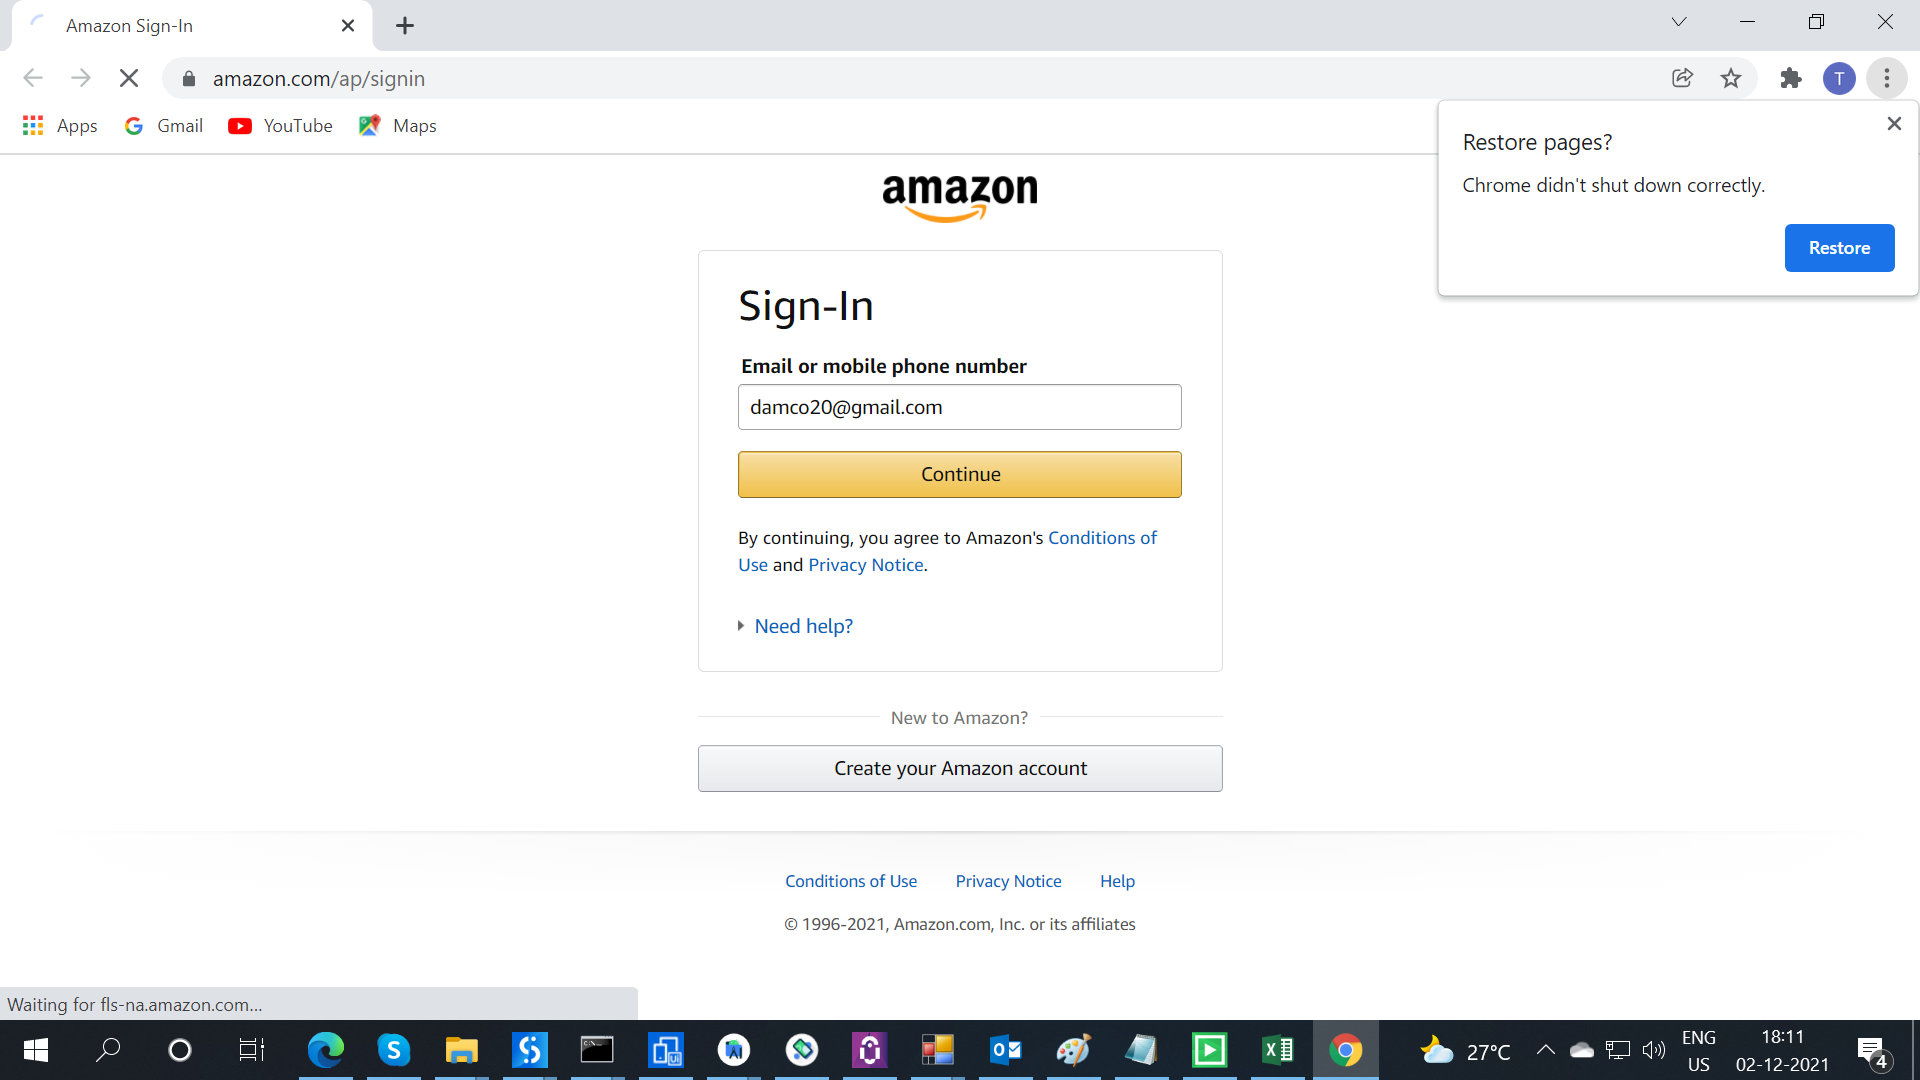 Amazon Sign-In
amazon.com/ap/signin
T
Apps
Gmail
YouTube
Maps
Restore pages?
Chrome didn't shut down correctly.
Restore
amazon
Sign-In
Email or mobile phone number
damco20@gmail.com
Continue
By continuing, you agree to Amazon's Conditions of
Use and Privacy Notice.
Need help?
New to Amazon?
Create your Amazon account
Conditions of Use Privacy Notice Help
© 1996-2021, Amazon.com, Inc. or its affiliates
Waiting for fls-na.amazon.com...
27°C
ENG
US
18:11
02-12-2021
4